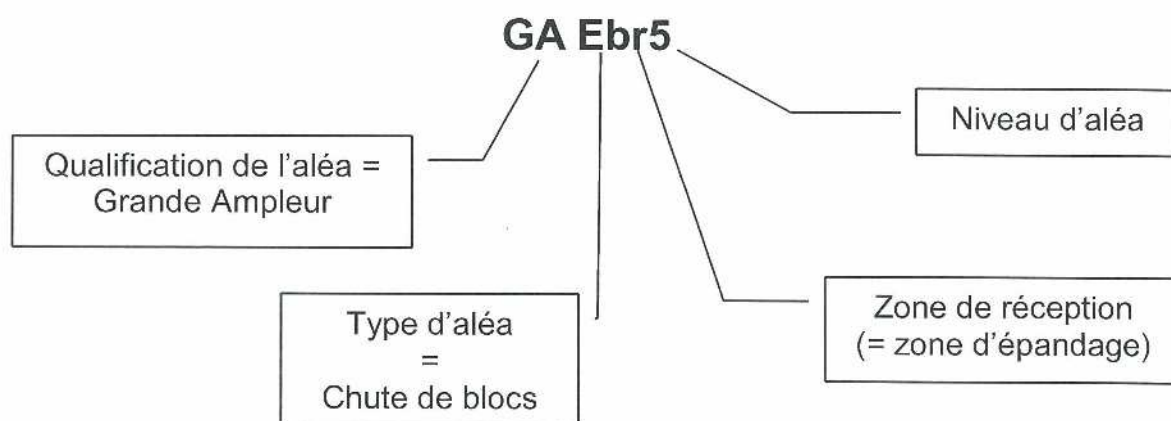 GA Ebr5
Niveau d'aléa
Qualification de l'aléa =
Grande Ampleur
Zone de réception
(= zone d'épandage)
Type d'aléa
=
Chute de blocs